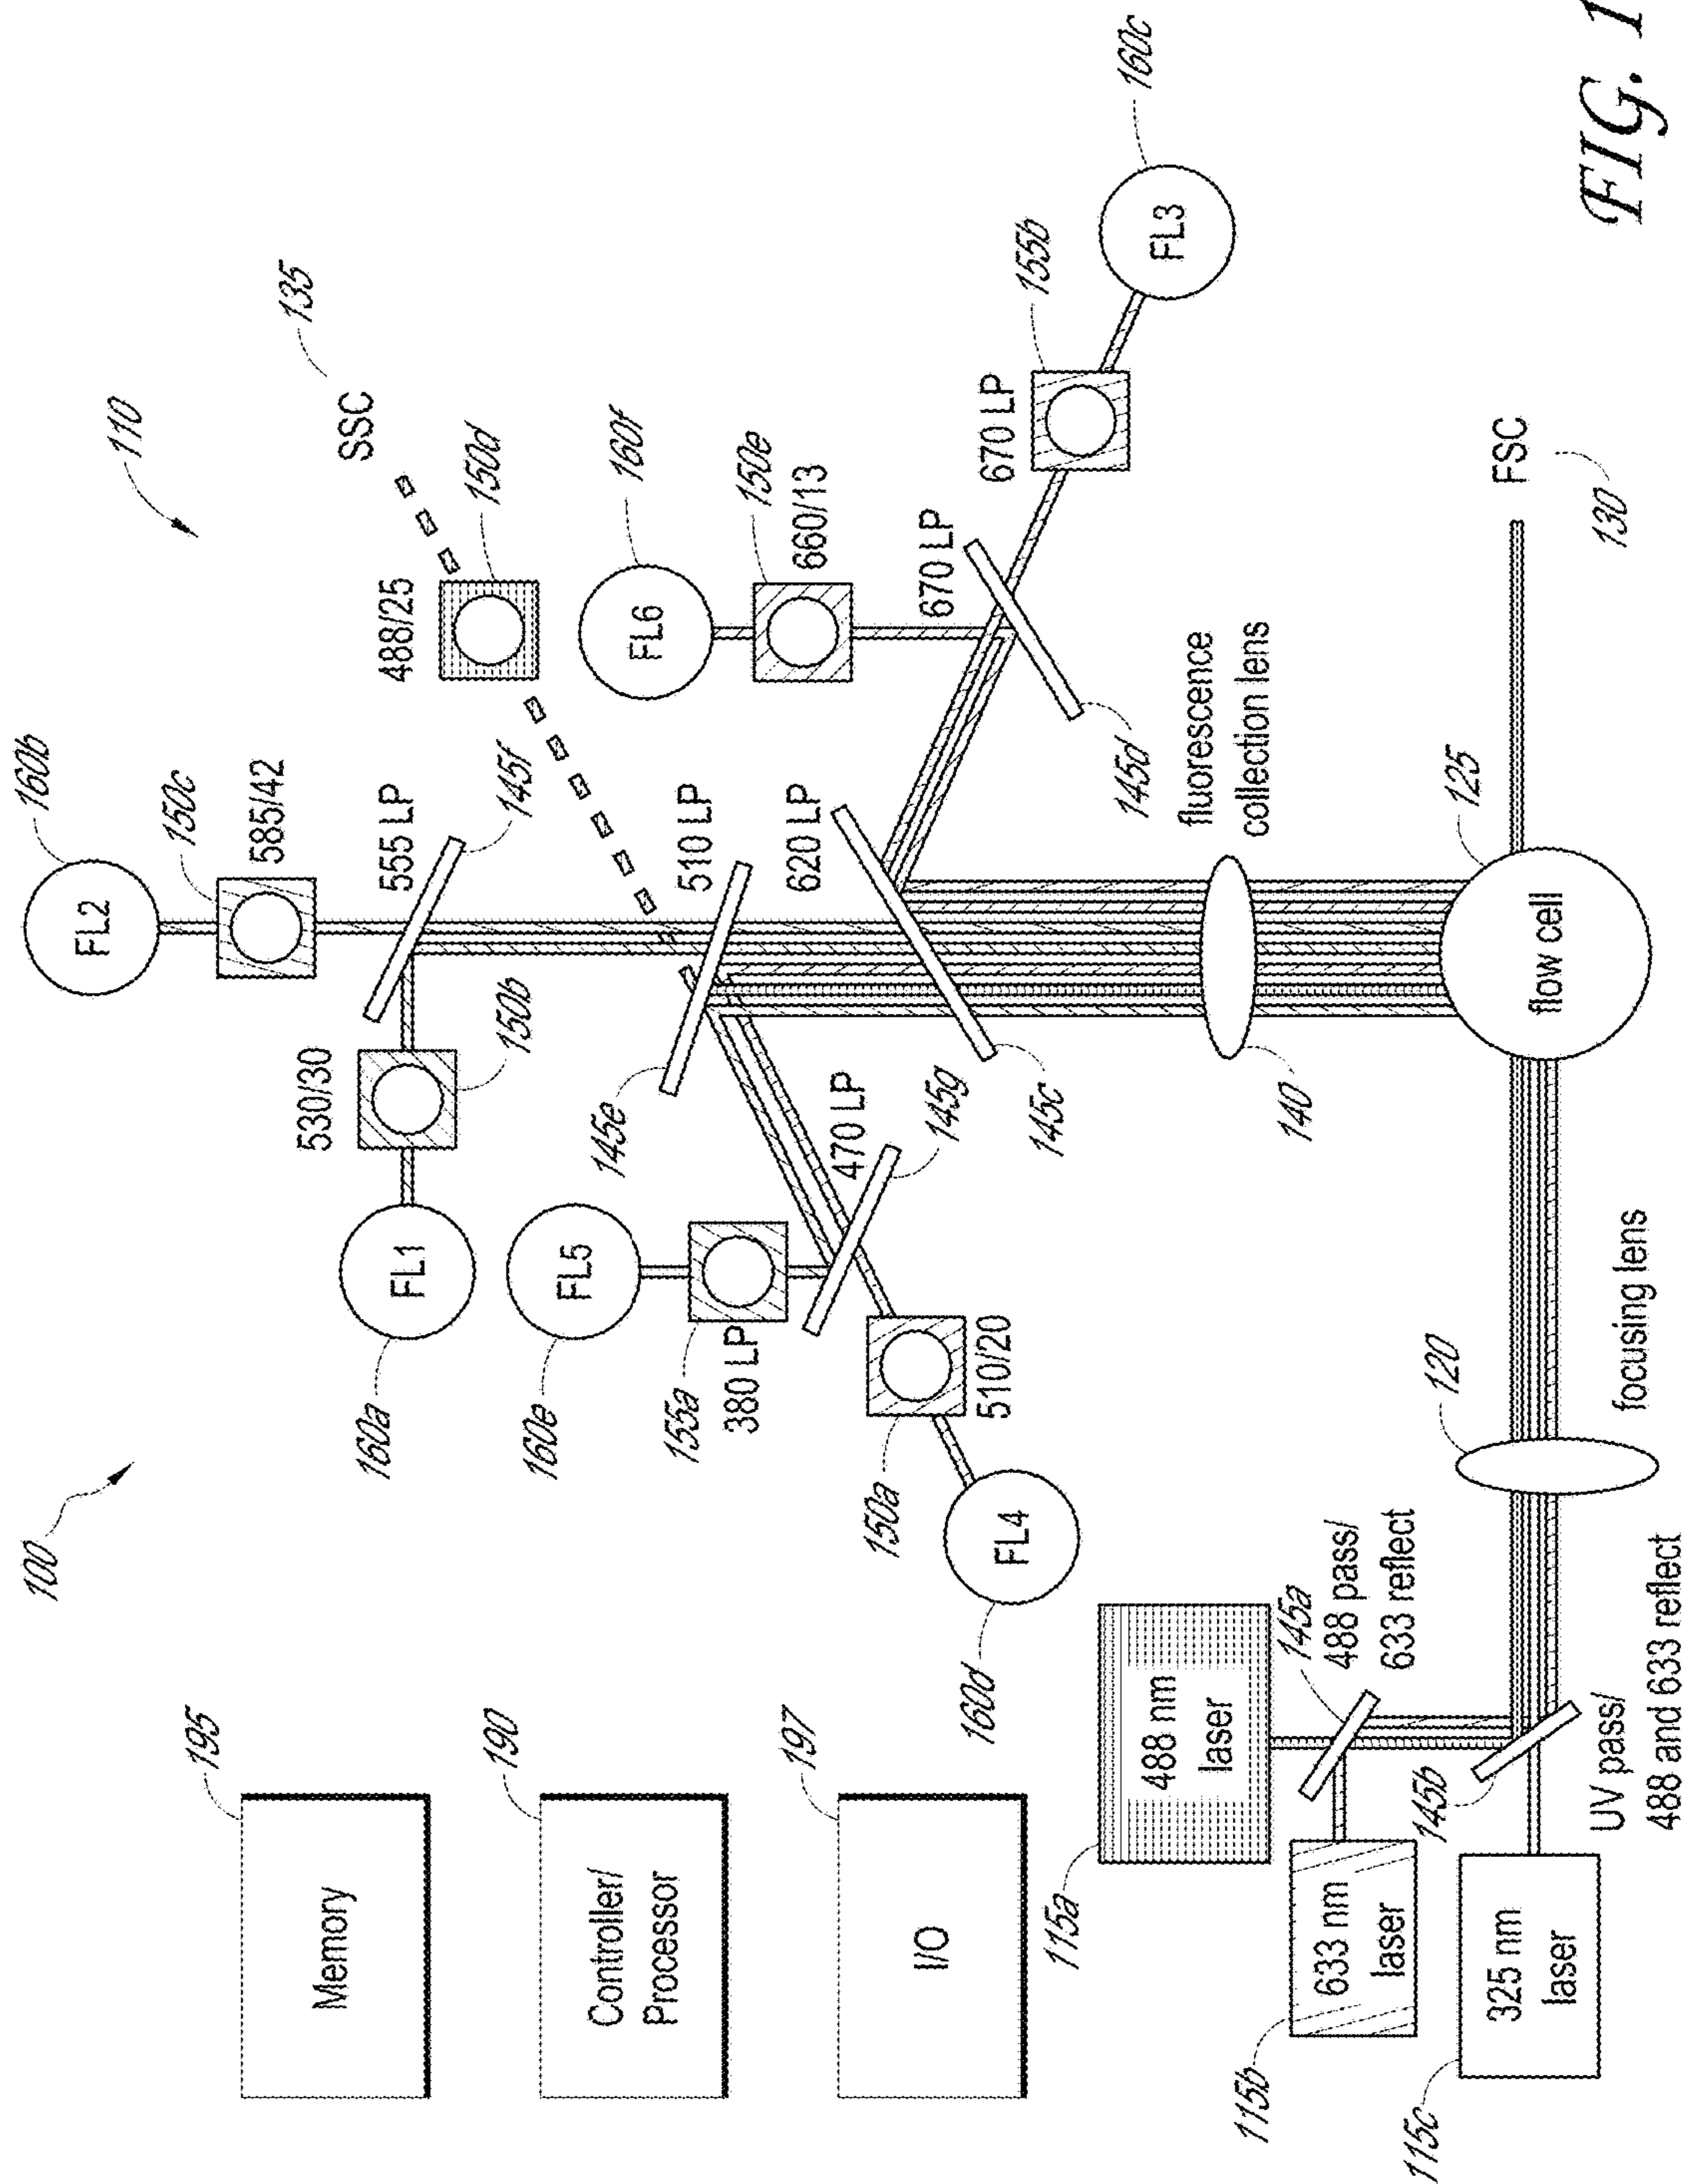 100
110
195
Memory
190
Controller/
Processor
197
I/O
160b
FL2
150c
585/42
135
SSC
530/30
150b
FL1
160a
555 LP
145f
488/25
150d
160f
FL6
150e
660/13
160e
FL5
155a
380 LP
145e
510 LP
620 LP
670 LP
145d
670 LP
155b
FL3
160c
470 LP
145g
145c
150a
510/20
FL4
160d
fluorescence
collection lens
140
125
flow cell
FSC
130
115a
488 nm
laser
145a
488 pass/
633 reflect
115b
633 nm
laser
145b
UV pass/
488 and 633 reflect
115c
325 nm
laser
120
focusing lens
FIG. 1